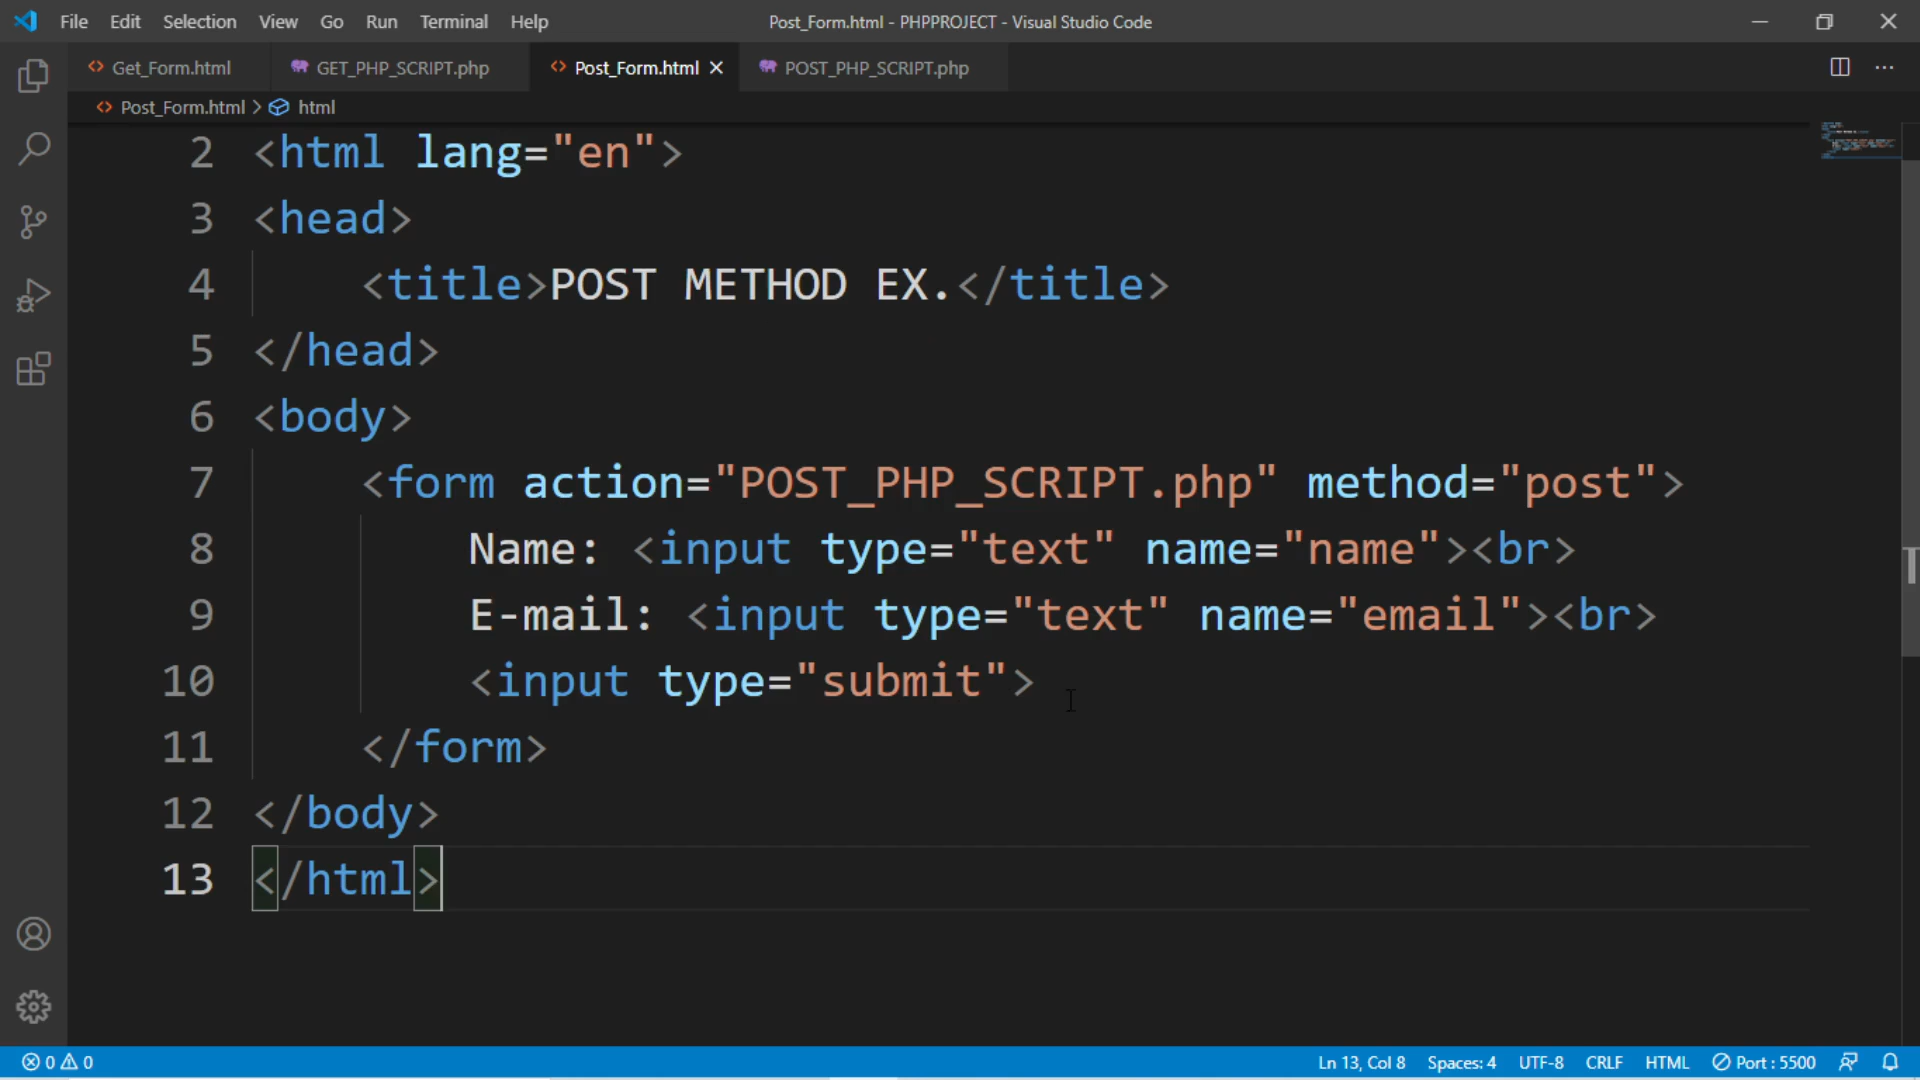 File Edit Selection View Go Run Terminal Help Post_Form.html - PHPPROJECT - Visual Studio Code
Get_Form.html GET_PHP_SCRIPT.php Post_Form.html POST_PHP_SCRIPT.php
Post_Form.html > html
2 <html lang="en">
3 <head>
4 <title>POST METHOD EX.</title>
5 </head>
6 <body>
7 <form action="POST_PHP_SCRIPT.php" method="post">
8 Name: <input type="text" name="name"><br>
9 E-mail: <input type="text" name="email"><br>
10 <input type="submit">
11 </form>
12 </body>
13 </html>
0 0 Ln 13, Col 8 Spaces: 4 UTF-8 CRLF HTML Port : 5500